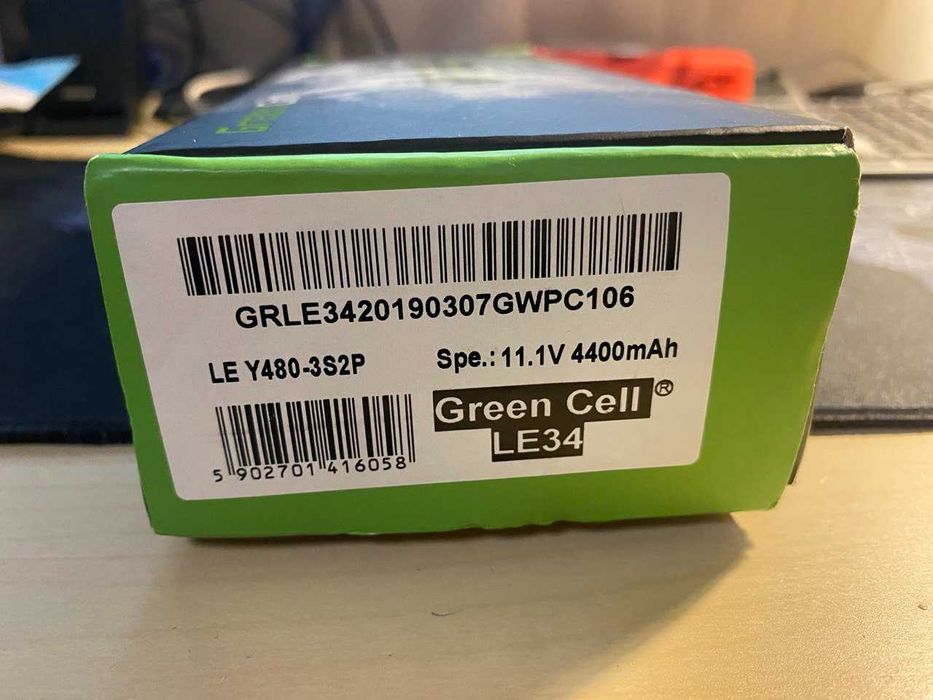 GRLE3420190307GWPC106
LE Y480-3S2P
Spe.: 11.1V 4400mAh
Green Cell ®
LE34
5 902701 416058